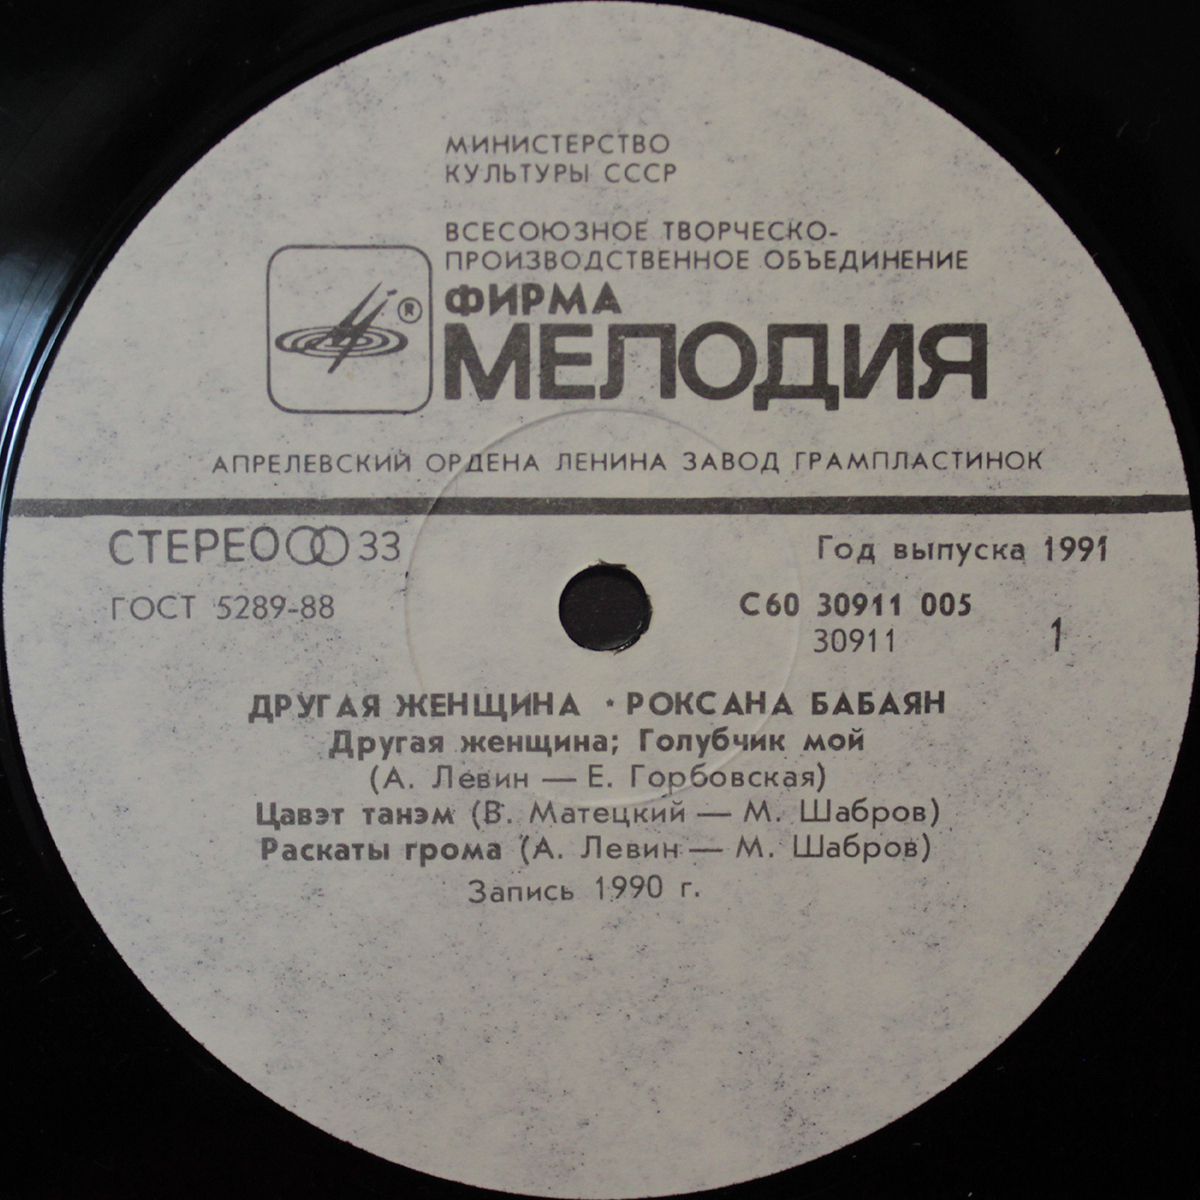 МИНИСТЕРСТВО
КУЛЬТУРЫ СССР
ВСЕСОЮЗНОЕ ТВОРЧЕСКО-
ПРОИЗВОДСТВЕННОЕ ОБЪЕДИНЕНИЕ
ФИРМА
®
МЕЛОДИЯ
АПРЕЛЕВСКИЙ ОРДЕНА ЛЕНИНА ЗАВОД ГРАМПЛАСТИНОК
СТЕРЕО 33
Год выпуска 1991
ГОСТ 5289-88
С60 30911 005
30911
1
ДРУГАЯ ЖЕНЩИНА • РОКСАНА БАБАЯН
Другая женщина; Голубчик мой
(А. Левин — Е. Горбовская)
Цавэт танэм (В. Матецкий — М. Шабров)
Раскаты грома (А. Левин — М. Шабров)
Запись 1990 г.